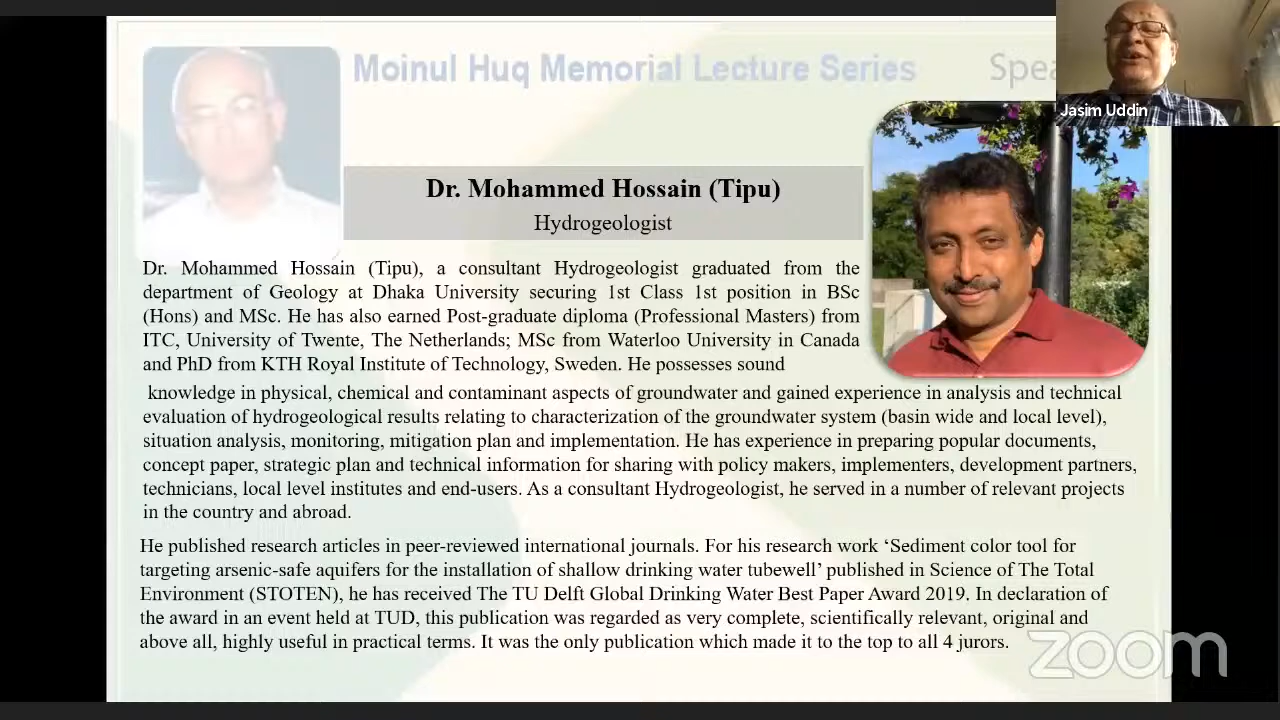 Moinul Huq Memorial Lecture Series
Jasim Uddin
Dr. Mohammed Hossain (Tipu)
Hydrogeologist
Dr. Mohammed Hossain (Tipu), a consultant Hydrogeologist graduated from the
department of Geology at Dhaka University securing 1st Class 1st position in BSc
(Hons) and MSc. He has also earned Post-graduate diploma (Professional Masters) from
ITC, University of Twente, The Netherlands; MSc from Waterloo University in Canada
and PhD from KTH Royal Institute of Technology, Sweden. He possesses sound
knowledge in physical, chemical and contaminant aspects of groundwater and gained experience in analysis and technical
evaluation of hydrogeological results relating to characterization of the groundwater system (basin wide and local level),
situation analysis, monitoring, mitigation plan and implementation. He has experience in preparing popular documents,
concept paper, strategic plan and technical information for sharing with policy makers, implementers, development partners,
technicians, local level institutes and end-users. As a consultant Hydrogeologist, he served in a number of relevant projects
in the country and abroad.
He published research articles in peer-reviewed international journals. For his research work ‘Sediment color tool for
targeting arsenic-safe aquifers for the installation of shallow drinking water tubewell’ published in Science of The Total
Environment (STOTEN), he has received The TU Delft Global Drinking Water Best Paper Award 2019. In declaration of
the award in an event held at TUD, this publication was regarded as very complete, scientifically relevant, original and
above all, highly useful in practical terms. It was the only publication which made it to the top to all 4 jurors.
zoom